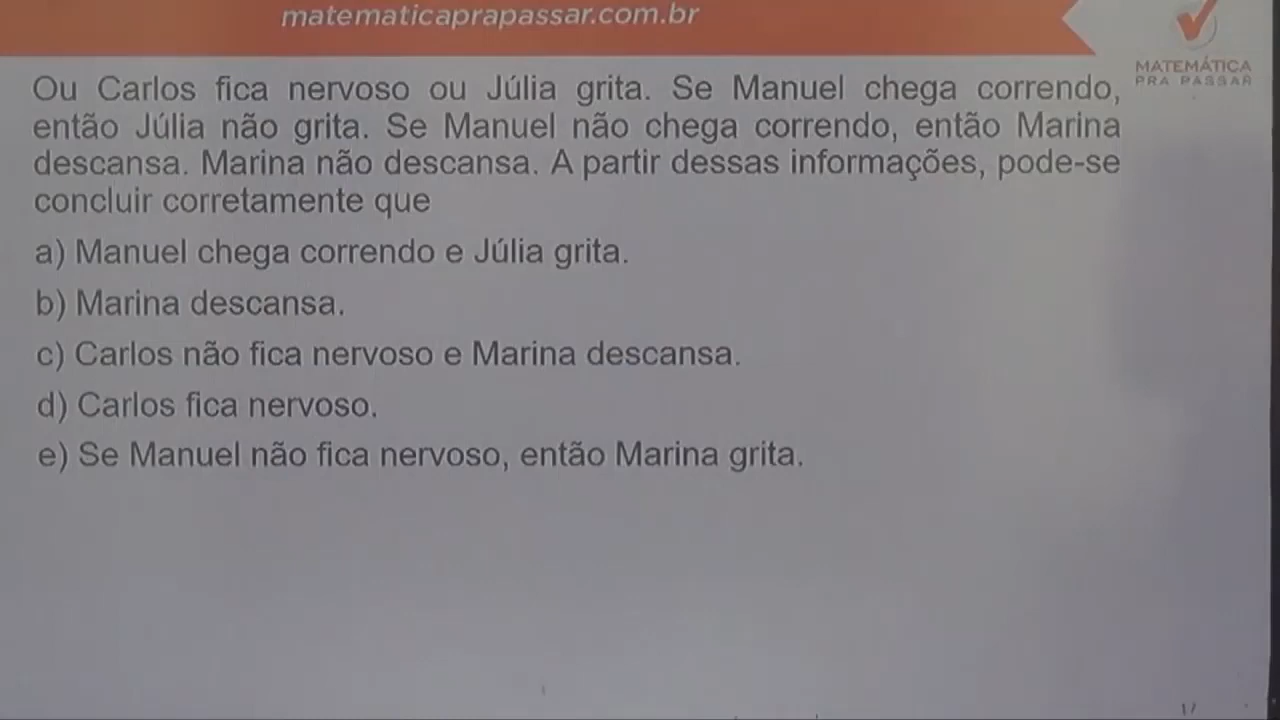 matematicaprapassar.com.br
MATEMÁTICA
PRA PASSAR
Ou Carlos fica nervoso ou Júlia grita. Se Manuel chega correndo,
então Júlia não grita. Se Manuel não chega correndo, então Marina
descansa. Marina não descansa. A partir dessas informações, pode-se
concluir corretamente que
a) Manuel chega correndo e Júlia grita.
b) Marina descansa.
c) Carlos não fica nervoso e Marina descansa.
d) Carlos fica nervoso.
e) Se Manuel não fica nervoso, então Marina grita.